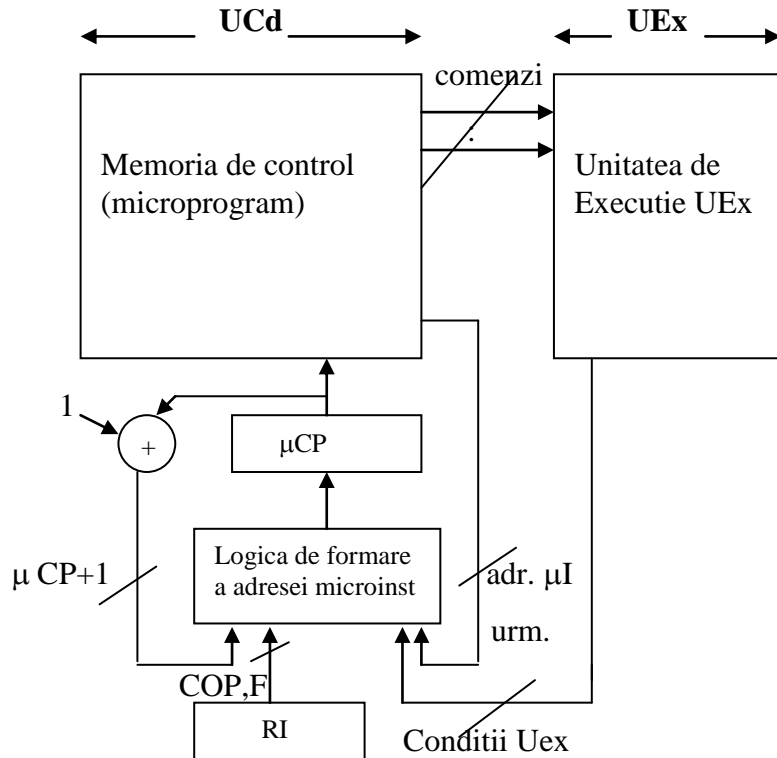 UCd
UEx
comenzi
:
Memoria de control
(microprogram)
Unitatea de
Executie UEx
1
+
μCP
Logica de formare
a adresei microinst
μ CP+1
adr. μI
urm.
COP,F
RI
Conditii Uex